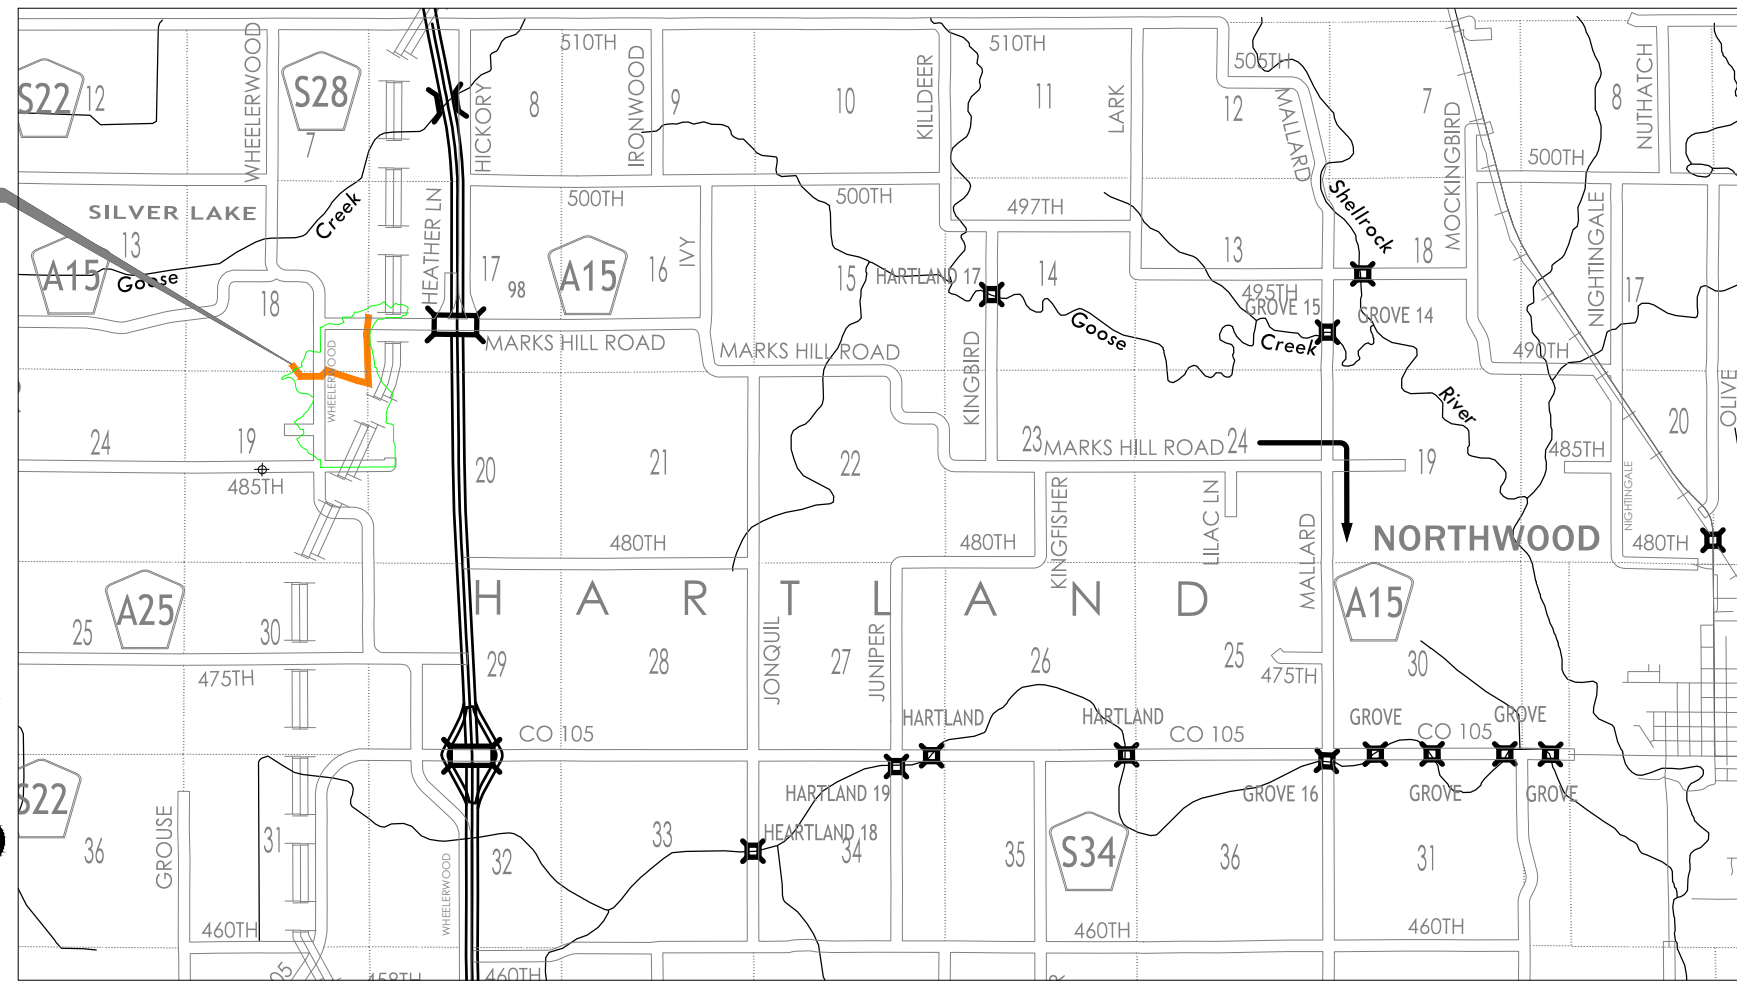 WHEELERWOOD
S22
12
S28
7
HICKORY
510TH
8
IRONWOOD
9
10
KILLDEER
510TH
11
LARK
505TH
12
MALLARD
7
MOCKINGBIRD
8
NUTHATCH
500TH
SILVER LAKE
13
A15
Goose
Creek
HEATHER LN
17
98
500TH
A15
16
IVY
500TH
15
HARTLAND 17
497TH
14
13
495TH
Shellrock
18
NIGHTINGALE
17
GROVE 15
GROVE 14
18
WHEELERWOOD
MARKS HILL ROAD
MARKS HILL ROAD
KINGBIRD
Goose
Creek
490TH
River
OLIVE
20
24
19
485TH
20
21
22
23
MARKS HILL ROAD
24
19
485TH
NIGHTINGALE
480TH
480TH
KINGFISHER
LILAC LN
MALLARD
NORTHWOOD
480TH
HARTLAND
A25
25
30
A15
475TH
29
28
JONQUIL
27
JUNIPER
26
25
475TH
30
HARTLAND
HARTLAND
GROVE
GROVE
CO 105
CO 105
CO 105
S22
36
GROUSE
31
WHEELERWOOD
32
33
HARTLAND 19
HEARTLAND 18
34
35
S34
GROVE 16
36
GROVE
GROVE
31
460TH
460TH
460TH
460TH
458TH
05